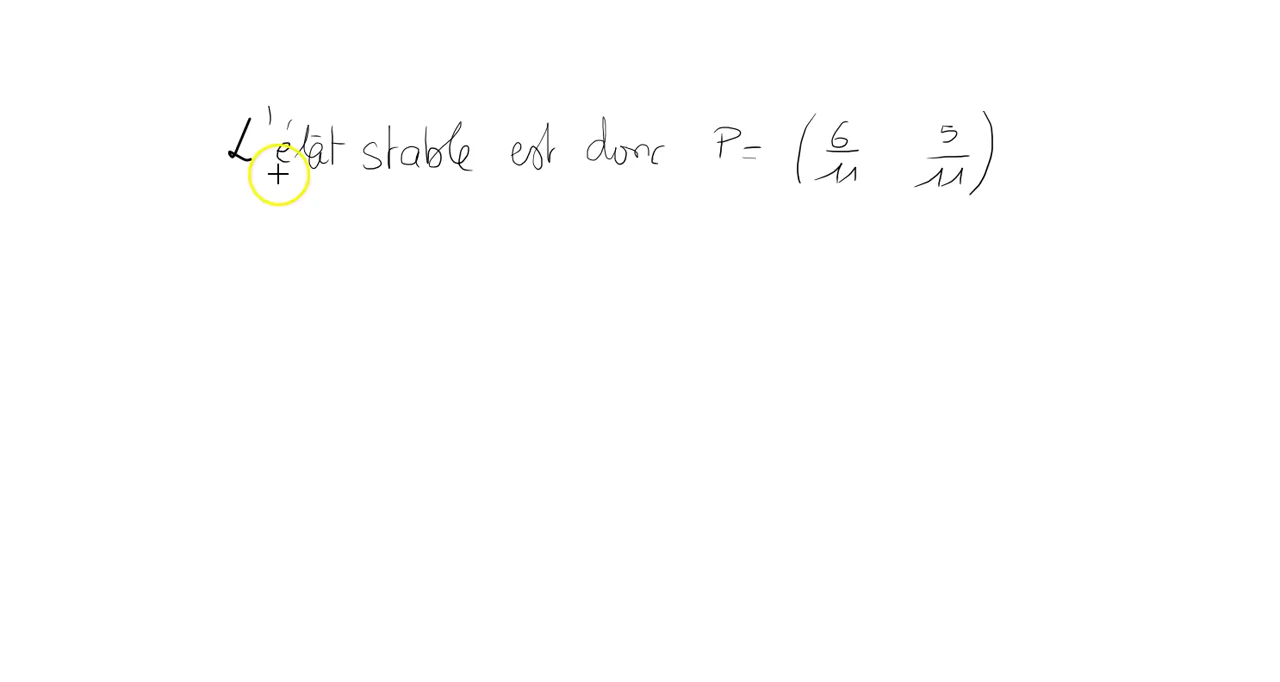 L'état stable est donc P = (6/11 5/11)